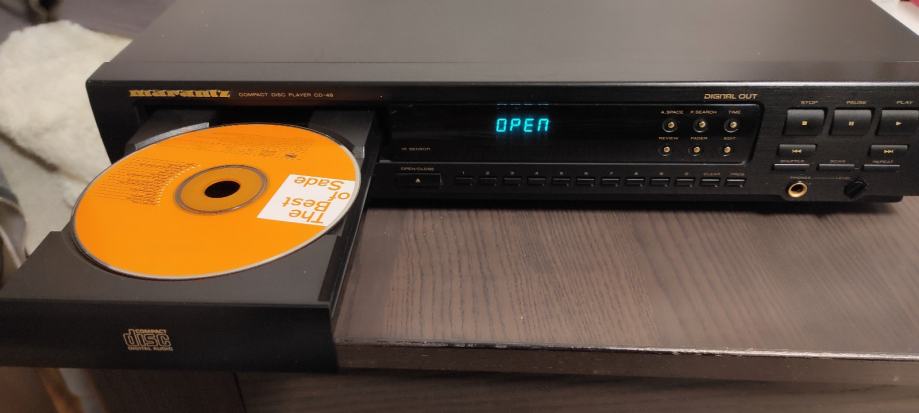 marantz COMPACT DISC PLAYER CD-48
DIGITAL OUT
OPEN
A.SPACE P.SEARCH TIME
REVIEW FADER EDIT
STOP PAUSE PLAY
IR SENSOR
OPEN/CLOSE
1 2 3 4 5 6 7 8 9 0 CLEAR PROG
SHUFFLE SCAN REPEAT
PHONES LEVEL
The
Best
of
Sade
COMPACT
disc
DIGITAL AUDIO